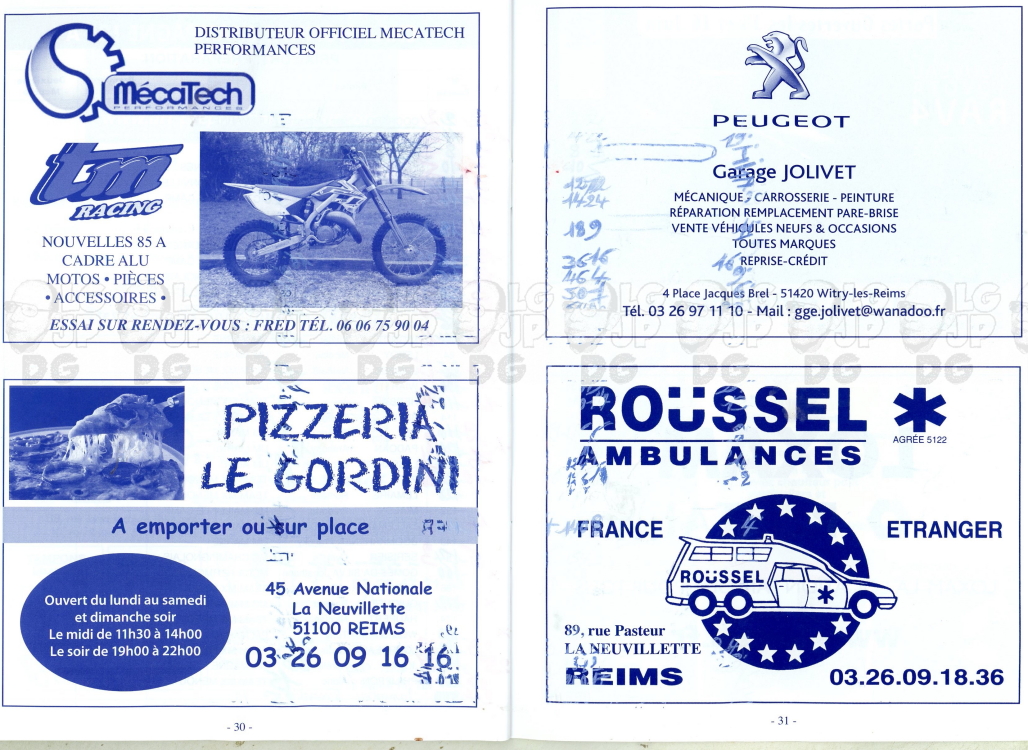 DISTRIBUTEUR OFFICIEL MECATECH
PERFORMANCES
MécaTech
PERFORMANCES
tm
RACING
NOUVELLES 85 A
CADRE ALU
MOTOS • PIÈCES
• ACCESSOIRES •
ESSAI SUR RENDEZ-VOUS : FRED TÉL. 06 06 75 90 04
PIZZERIA
LE GORDINI
A emporter ou sur place
Ouvert du lundi au samedi
et dimanche soir
Le midi de 11h30 à 14h00
Le soir de 19h00 à 22h00
45 Avenue Nationale
La Neuvillette
51100 REIMS
03 26 09 16 16
- 30 -
PEUGEOT
Garage JOLIVET
MÉCANIQUE - CARROSSERIE - PEINTURE
RÉPARATION REMPLACEMENT PARE-BRISE
VENTE VÉHICULES NEUFS & OCCASIONS
TOUTES MARQUES
REPRISE-CRÉDIT
4 Place Jacques Brel - 51420 Witry-les-Reims
Tél. 03 26 97 11 10 - Mail : gge.jolivet@wanadoo.fr
189
ROÜSSEL
AMBULANCES
AGRÉE 5122
FRANCE
ETRANGER
ROÜSSEL
89, rue Pasteur
LA NEUVILLETTE
REIMS
03.26.09.18.36
- 31 -
LG
JP
DG